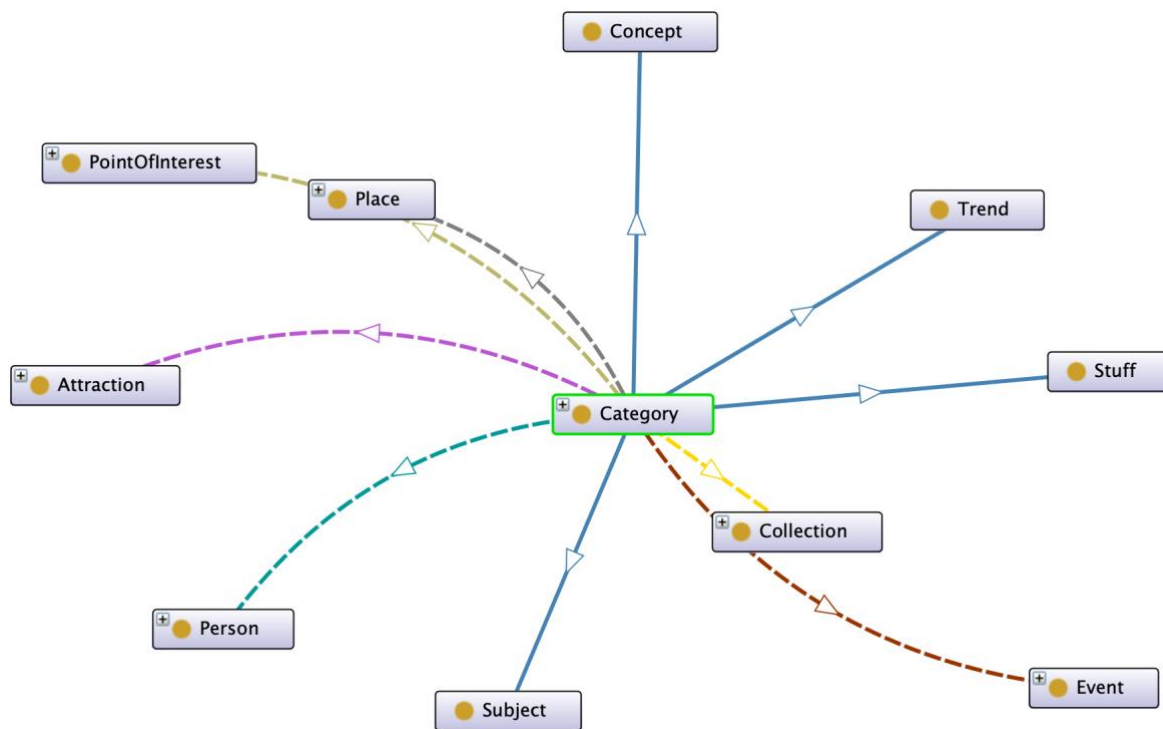 Concept
PointOfInterest
Place
Trend
Stuff
Attraction
Category
Collection
Person
Event
Subject